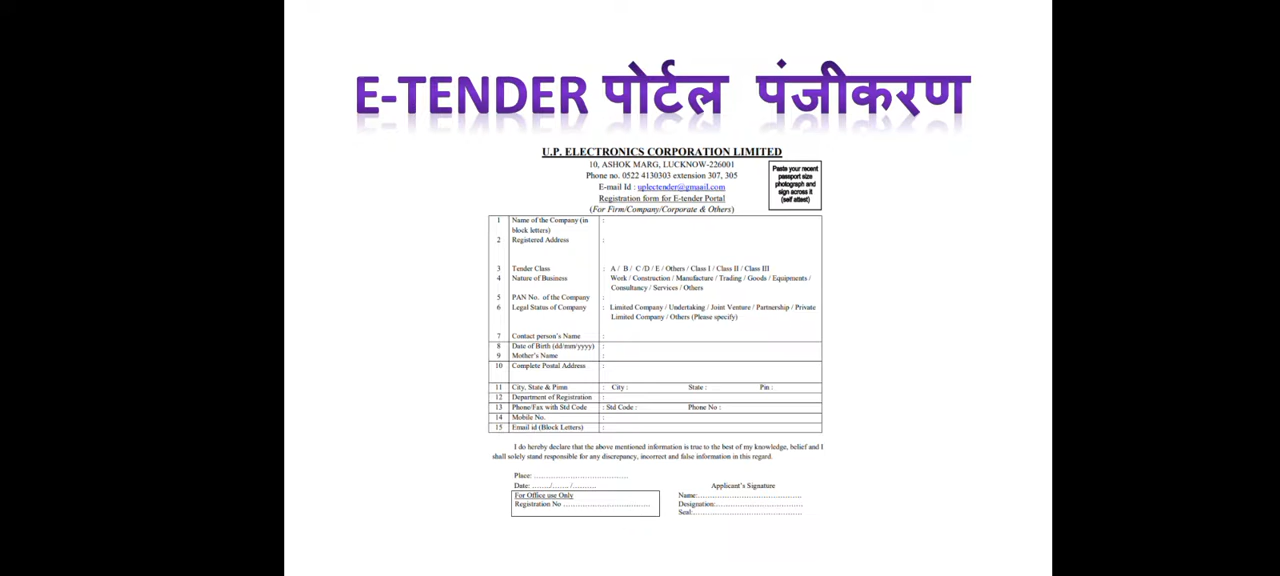 E-TENDER पोर्टल पंजीकरण
U.P. ELECTRONICS CORPORATION LIMITED
10, ASHOK MARG, LUCKNOW-226001
Phone no. 0522 4130303 extension 307, 305
E-mail Id : uplectender@gmaail.com
Registration form for E-tender Portal
(For Firm/Company/Corporate & Others)
Paste your recent
passport size
photograph and
sign across it
(self attest)
1 Name of the Company (in :
block letters)
2 Registered Address :
3 Tender Class : A / B / C /D / E / Others / Class I / Class II / Class III
4 Nature of Business Work / Construction / Manufacture / Trading / Goods / Equipments /
Consultancy / Services / Others
5 PAN No. of the Company :
6 Legal Status of Company : Limited Company / Undertaking / Joint Venture / Partnership / Private
Limited Company / Others (Please specify)
7 Contact person's Name :
8 Date of Birth (dd/mm/yyyy) :
9 Mother's Name :
10 Complete Postal Address :
11 City, State & Pinn : City : State : Pin :
12 Department of Registration :
13 Phone/Fax with Std Code : Std Code : Phone No :
14 Mobile No. :
15 Email id (Block Letters) :
I do hereby declare that the above mentioned information is true to the best of my knowledge, belief and I
shall solely stand responsible for any discrepancy, incorrect and false information in this regard.
Place: ……………………………
Date: ……../……. /……….
Applicant's Signature
For Office use Only
Registration No …………………………
Name:………………………………
Designation:…………………………
Seal:…………………………………